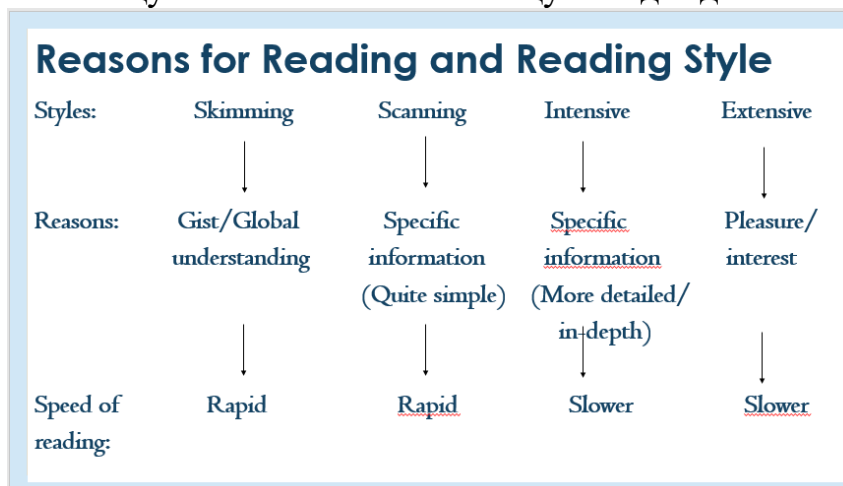 Reasons for Reading and Reading Style
Styles: Skimming Scanning Intensive Extensive
Reasons: Gist/Global Specific Specific Pleasure/
understanding information information interest
(Quite simple) (More detailed/
in-depth)
Speed of Rapid Rapid Slower Slower
reading: